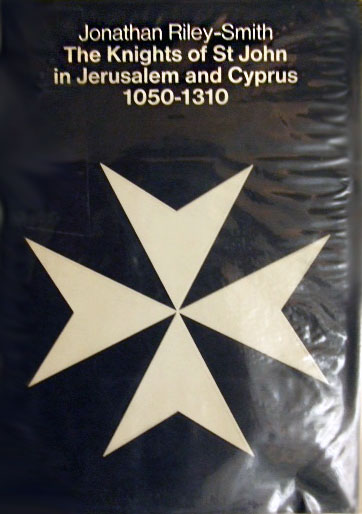 Jonathan Riley-Smith
The Knights of St John
in Jerusalem and Cyprus
1050-1310